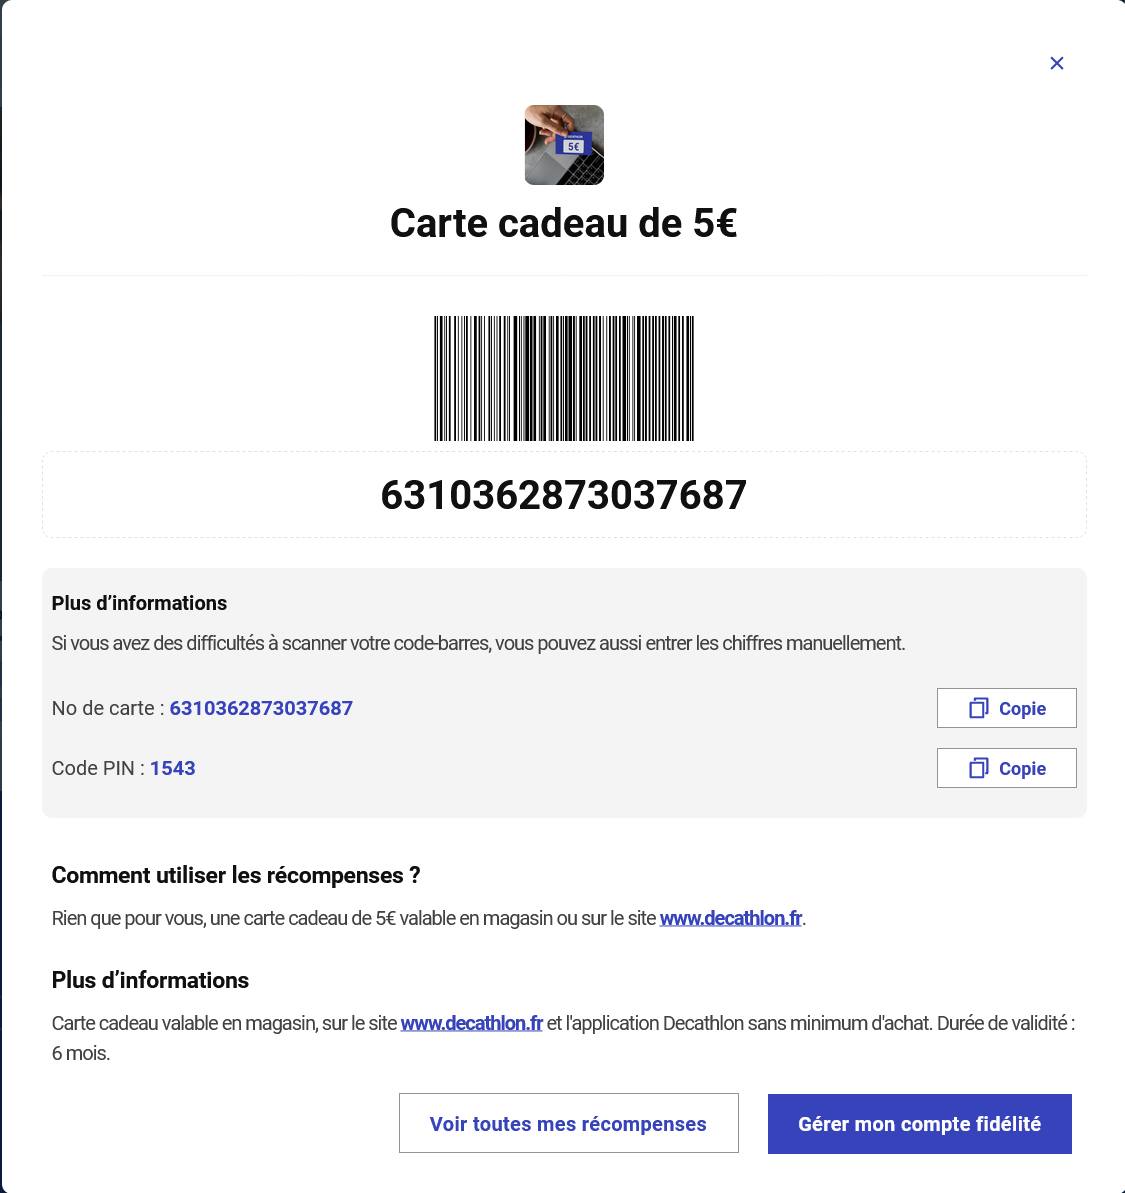 5€
Carte cadeau de 5€
6310362873037687
Plus d’informations
Si vous avez des difficultés à scanner votre code-barres, vous pouvez aussi entrer les chiffres manuellement.
No de carte : 6310362873037687
Copie
Code PIN : 1543
Copie
Comment utiliser les récompenses ?
Rien que pour vous, une carte cadeau de 5€ valable en magasin ou sur le site www.decathlon.fr.
Plus d’informations
Carte cadeau valable en magasin, sur le site www.decathlon.fr et l'application Decathlon sans minimum d'achat. Durée de validité :
6 mois.
Voir toutes mes récompenses
Gérer mon compte fidélité